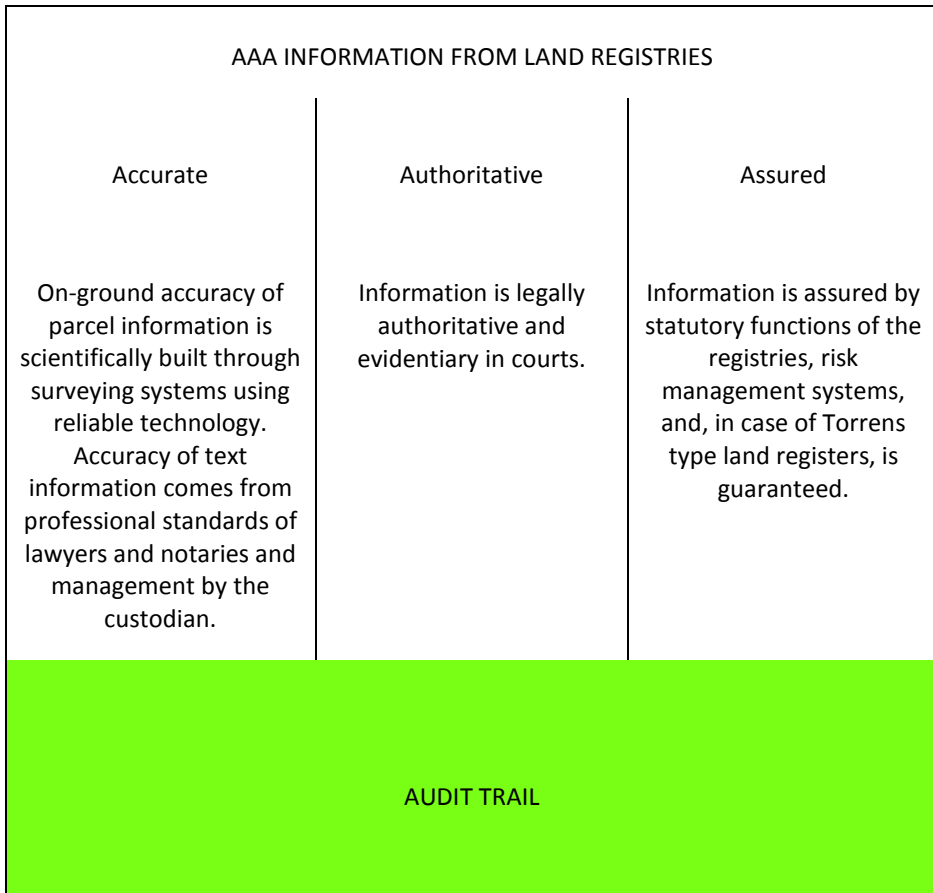 AAA INFORMATION FROM LAND REGISTRIES
Accurate
On-ground accuracy of
parcel information is
scientifically built through
surveying systems using
reliable technology.
Accuracy of text
information comes from
professional standards of
lawyers and notaries and
management by the
custodian.
Authoritative
Information is legally
authoritative and
evidentiary in courts.
Assured
Information is assured by
statutory functions of the
registries, risk
management systems,
and, in case of Torrens
type land registers, is
guaranteed.
AUDIT TRAIL